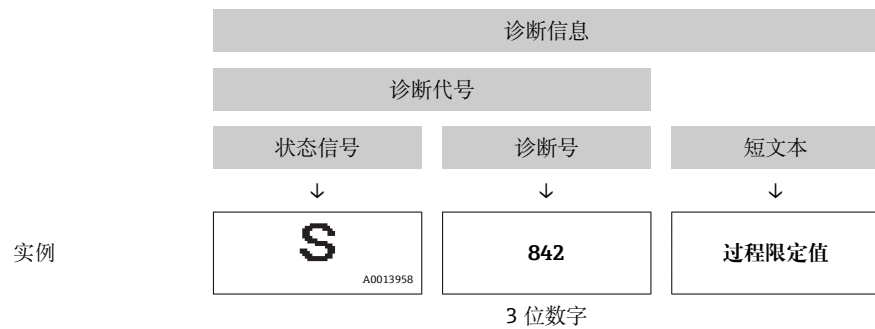 诊断信息
诊断代号
状态信号 诊断号 短文本
↓ ↓ ↓
实例 S 842 过程限定值
A0013958
3 位数字